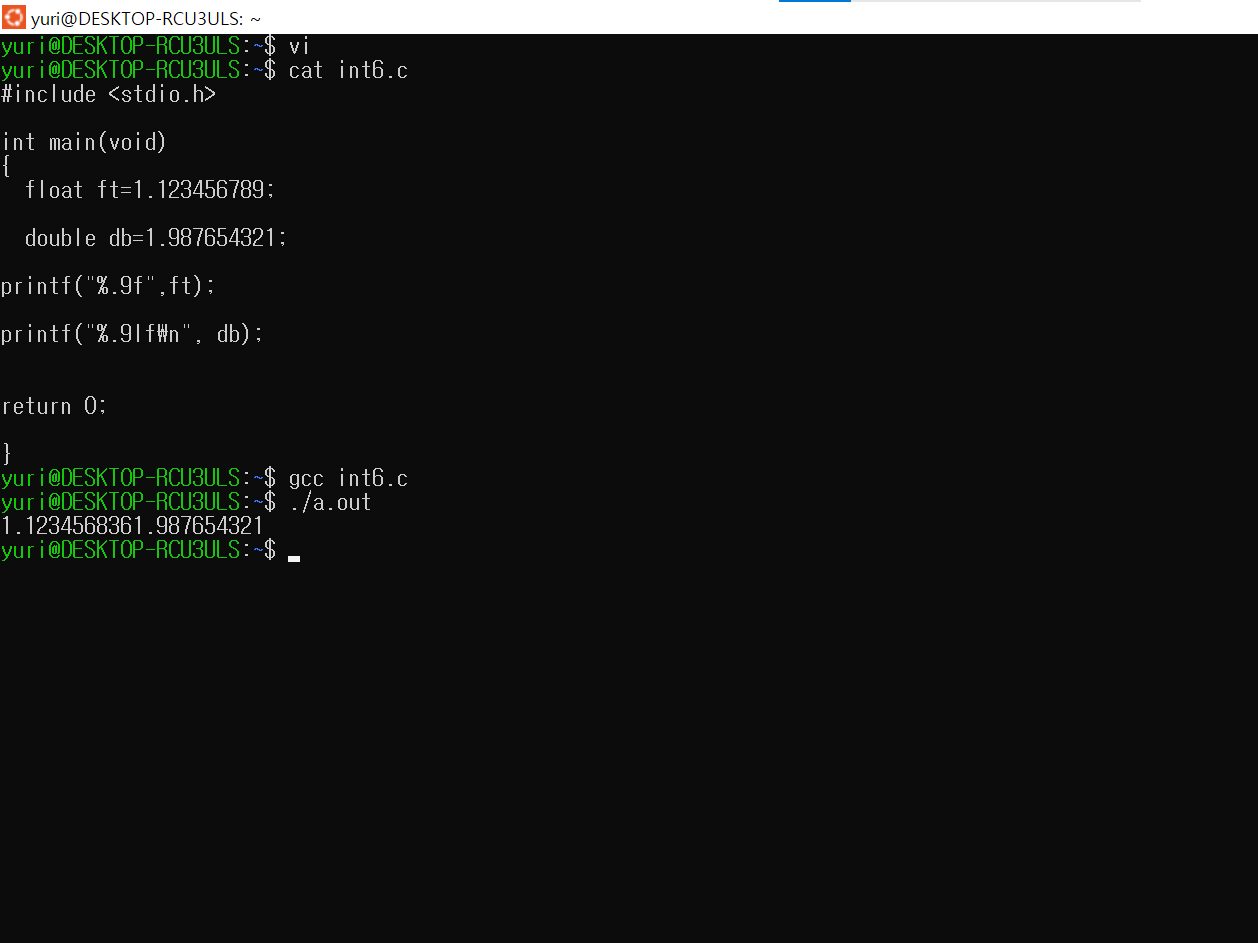 yuri@DESKTOP-RCU3ULS: ~
yuri@DESKTOP-RCU3ULS:~$ vi
yuri@DESKTOP-RCU3ULS:~$ cat int6.c
#include <stdio.h>
int main(void)
{
float ft=1.123456789;
double db=1.987654321;
printf("%.9f",ft);
printf("%.9lf₩n", db);
return 0;
}
yuri@DESKTOP-RCU3ULS:~$ gcc int6.c
yuri@DESKTOP-RCU3ULS:~$ ./a.out
1.1234568361.987654321
yuri@DESKTOP-RCU3ULS:~$